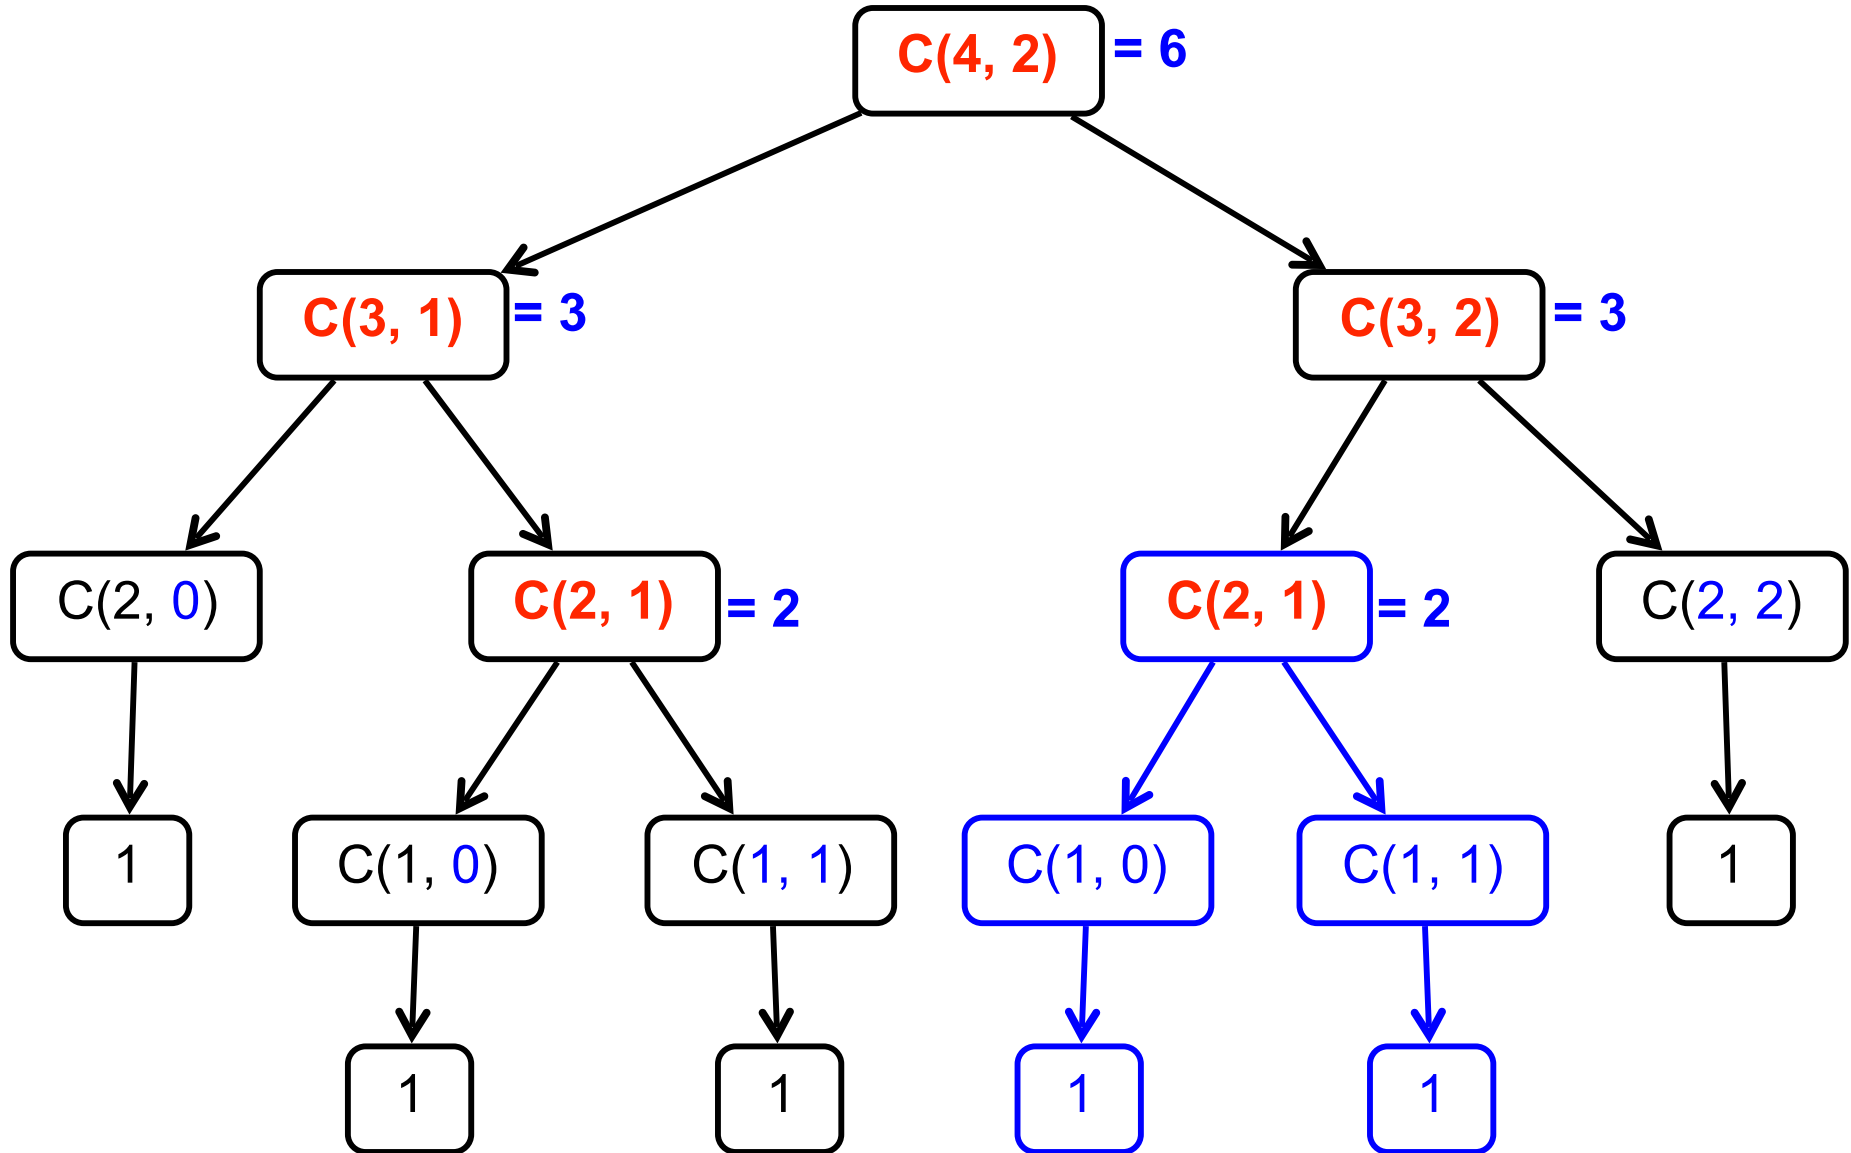 C(4, 2) = 6
C(3, 1) = 3
C(3, 2) = 3
C(2, 0)
C(2, 1) = 2
C(2, 1) = 2
C(2, 2)
1
C(1, 0)
C(1, 1)
C(1, 0)
C(1, 1)
1
1
1
1
1